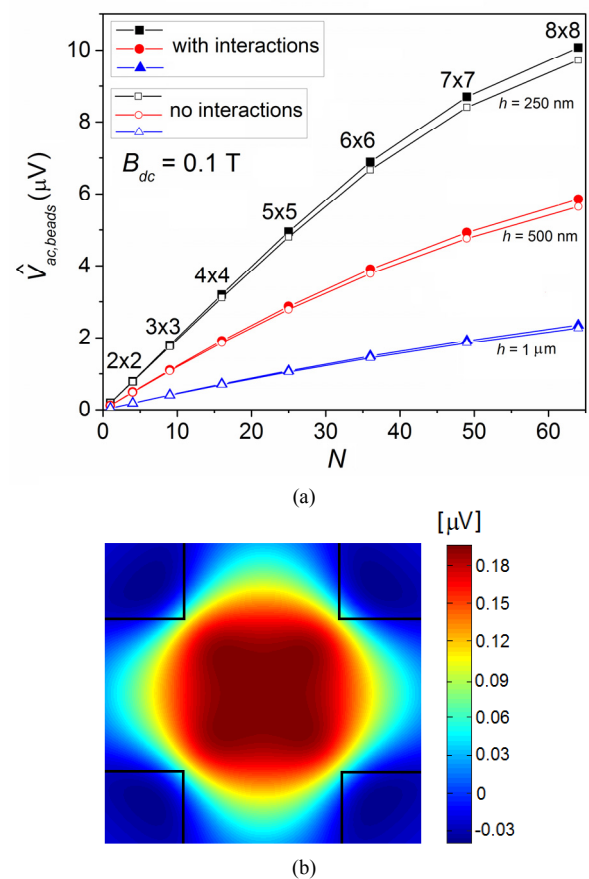 with interactions
no interactions
B_dc = 0.1 T
V̂_ac,beads (μV)
10
8
6
4
2
0
2x2
3x3
4x4
5x5
6x6
7x7
8x8
h = 250 nm
h = 500 nm
h = 1 μm
0 10 20 30 40 50 60
N
(a)
[μV]
0.18
0.15
0.12
0.09
0.06
0.03
0
-0.03
(b)